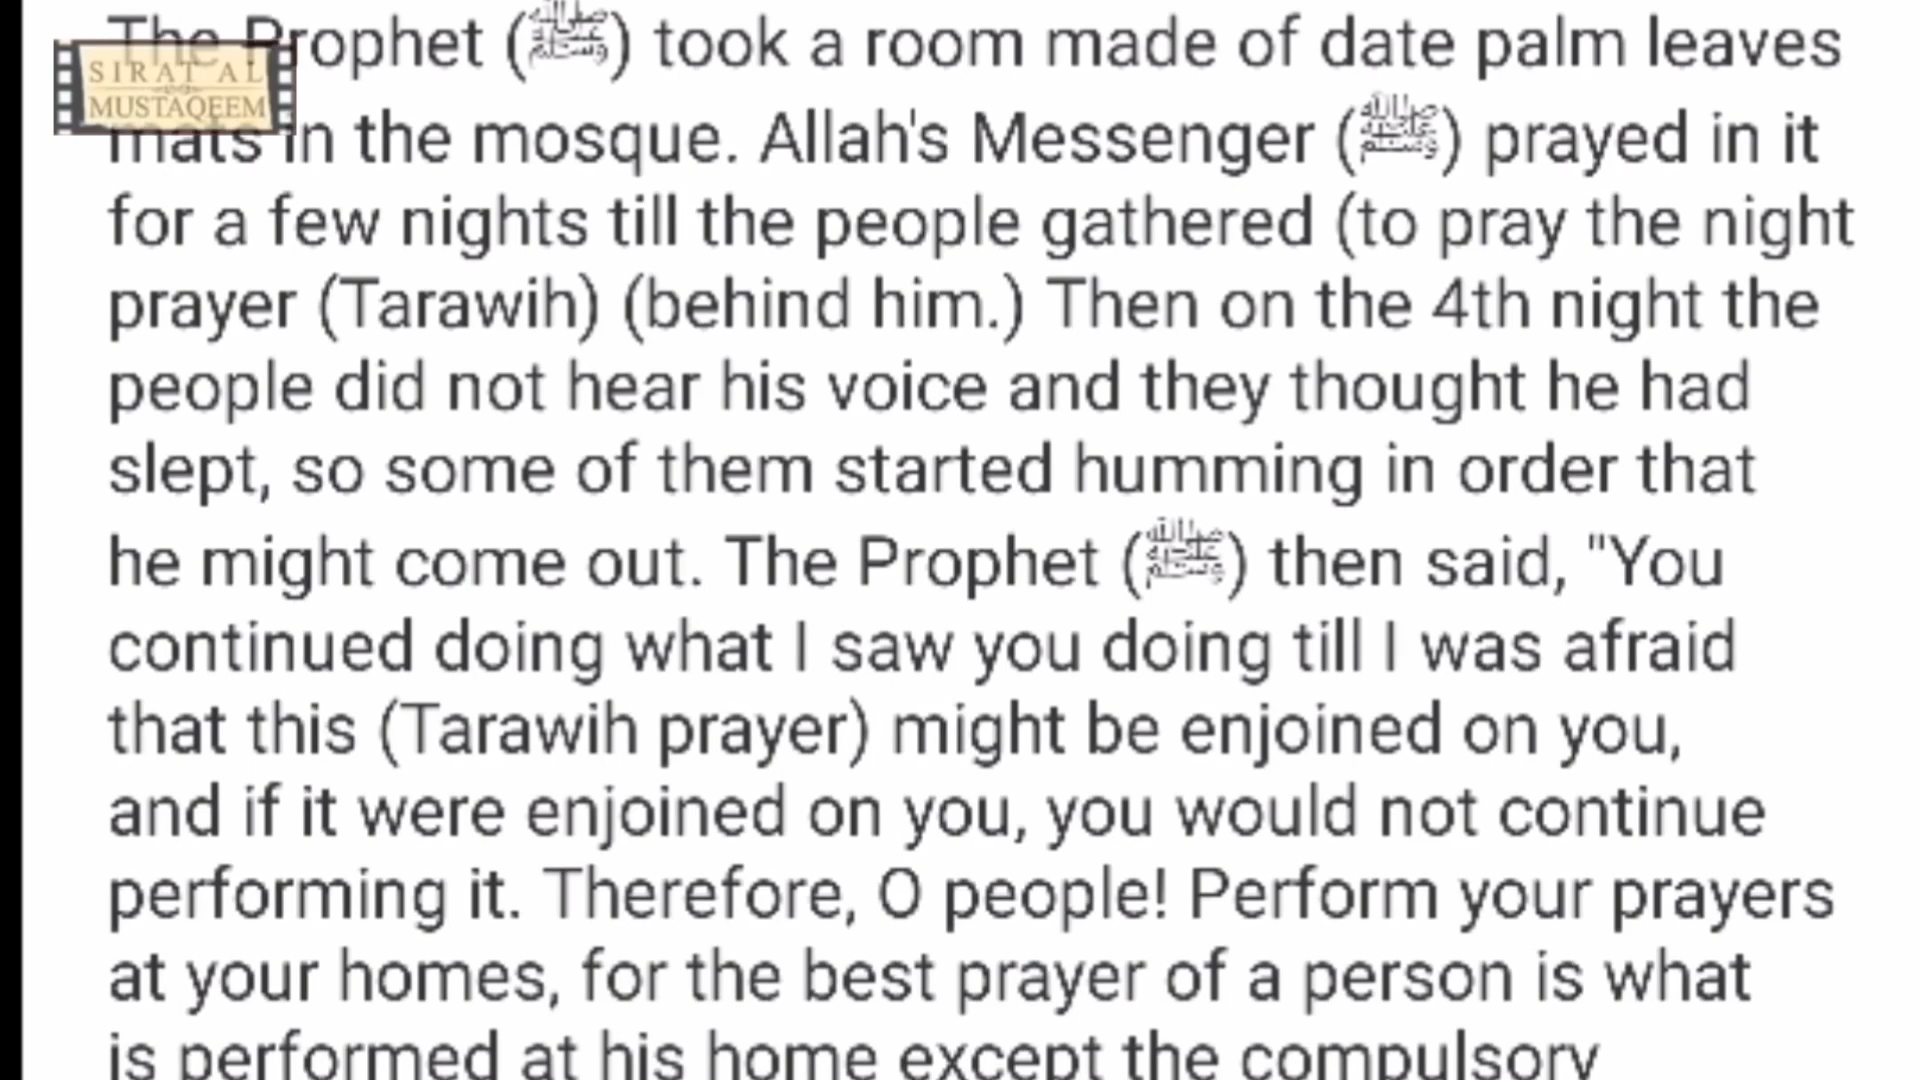 The Prophet (ﷺ) took a room made of date palm leaves
SIRAT AL
MUSTAQEEM
mats in the mosque. Allah's Messenger (ﷺ) prayed in it
for a few nights till the people gathered (to pray the night
prayer (Tarawih) (behind him.) Then on the 4th night the
people did not hear his voice and they thought he had
slept, so some of them started humming in order that
he might come out. The Prophet (ﷺ) then said, "You
continued doing what I saw you doing till I was afraid
that this (Tarawih prayer) might be enjoined on you,
and if it were enjoined on you, you would not continue
performing it. Therefore, O people! Perform your prayers
at your homes, for the best prayer of a person is what
is performed at his home except the compulsory